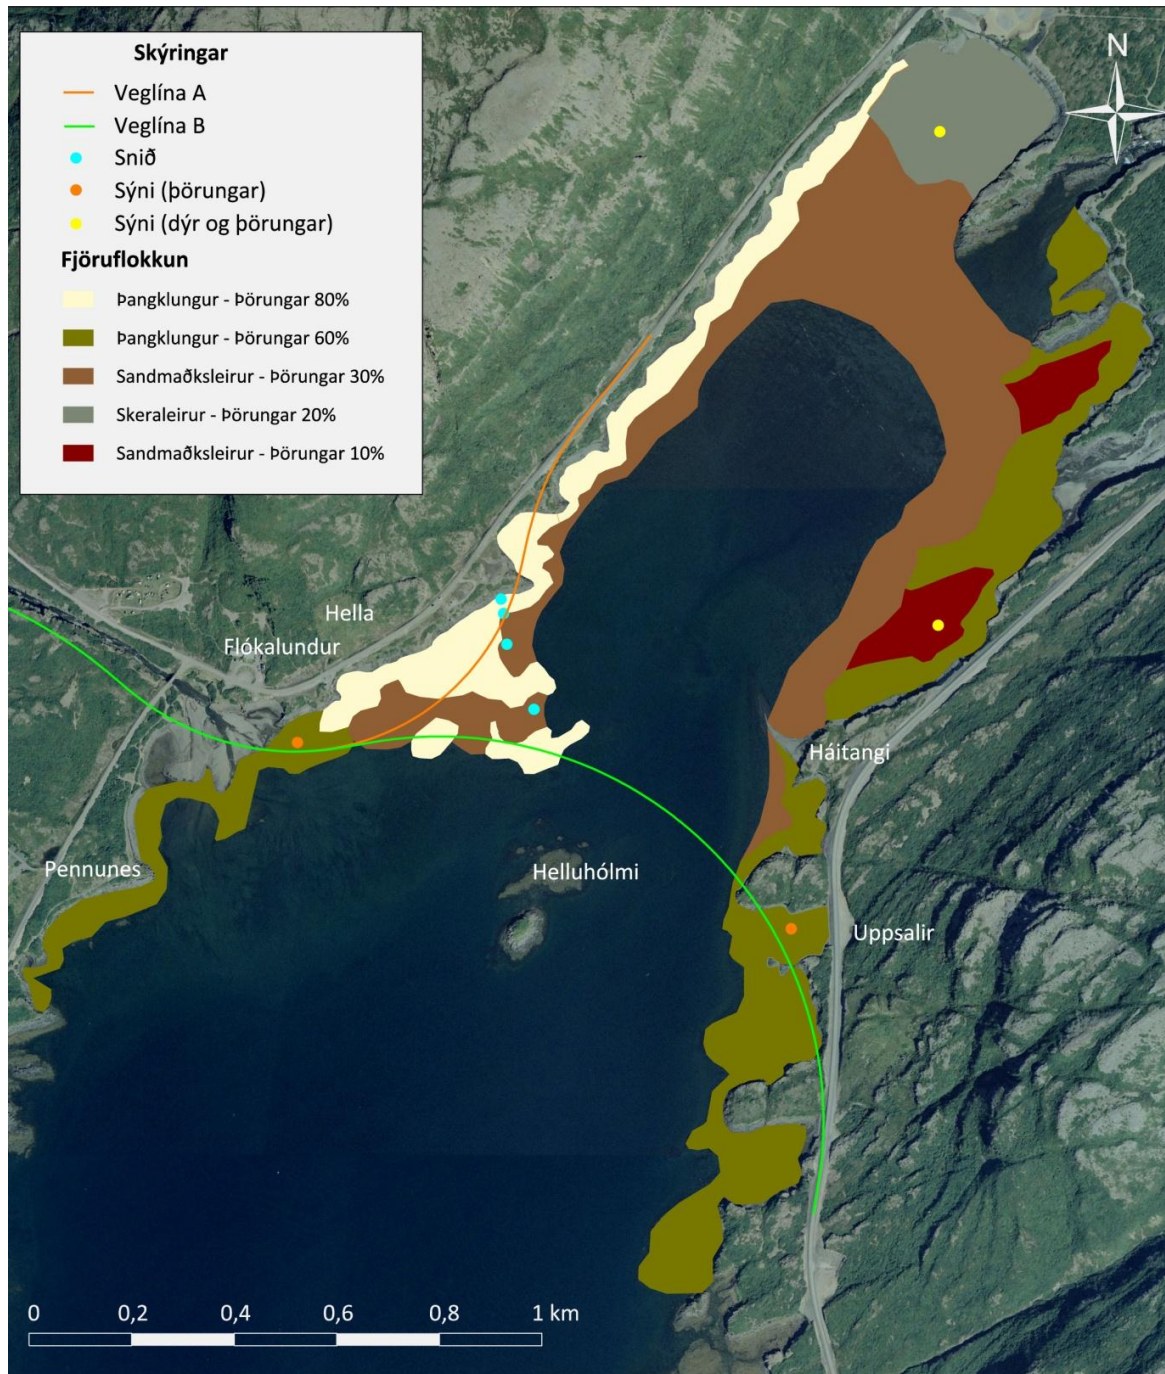 Skýringar
Veglína A
Veglína B
Snið
Sýni (þörungar)
Sýni (dýr og þörungar)
Fjöruflokkun
Þangklungur - Þörungar 80%
Þangklungur - Þörungar 60%
Sandmaðksleirur - Þörungar 30%
Skeraleirur - Þörungar 20%
Sandmaðksleirur - Þörungar 10%
N
Hella
Flókalundur
Háitangi
Pennunes
Helluhólmi
Uppsalir
0 0,2 0,4 0,6 0,8 1 km